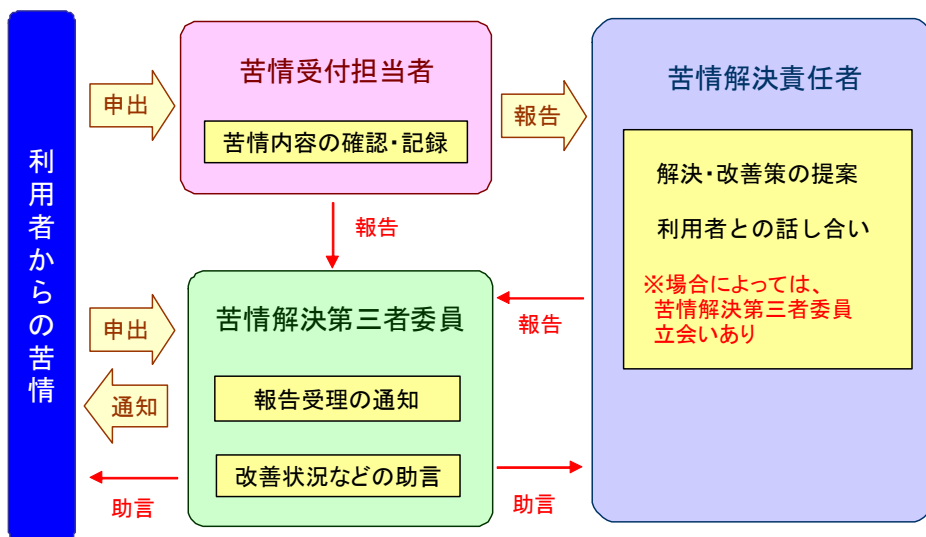 利用者からの苦情
申出
苦情受付担当者
苦情内容の確認・記録
報告
苦情解決責任者
解決・改善策の提案
利用者との話し合い
※場合によっては、
苦情解決第三者委員
立会いあり
報告
報告
申出
通知
苦情解決第三者委員
報告受理の通知
改善状況などの助言
助言
助言